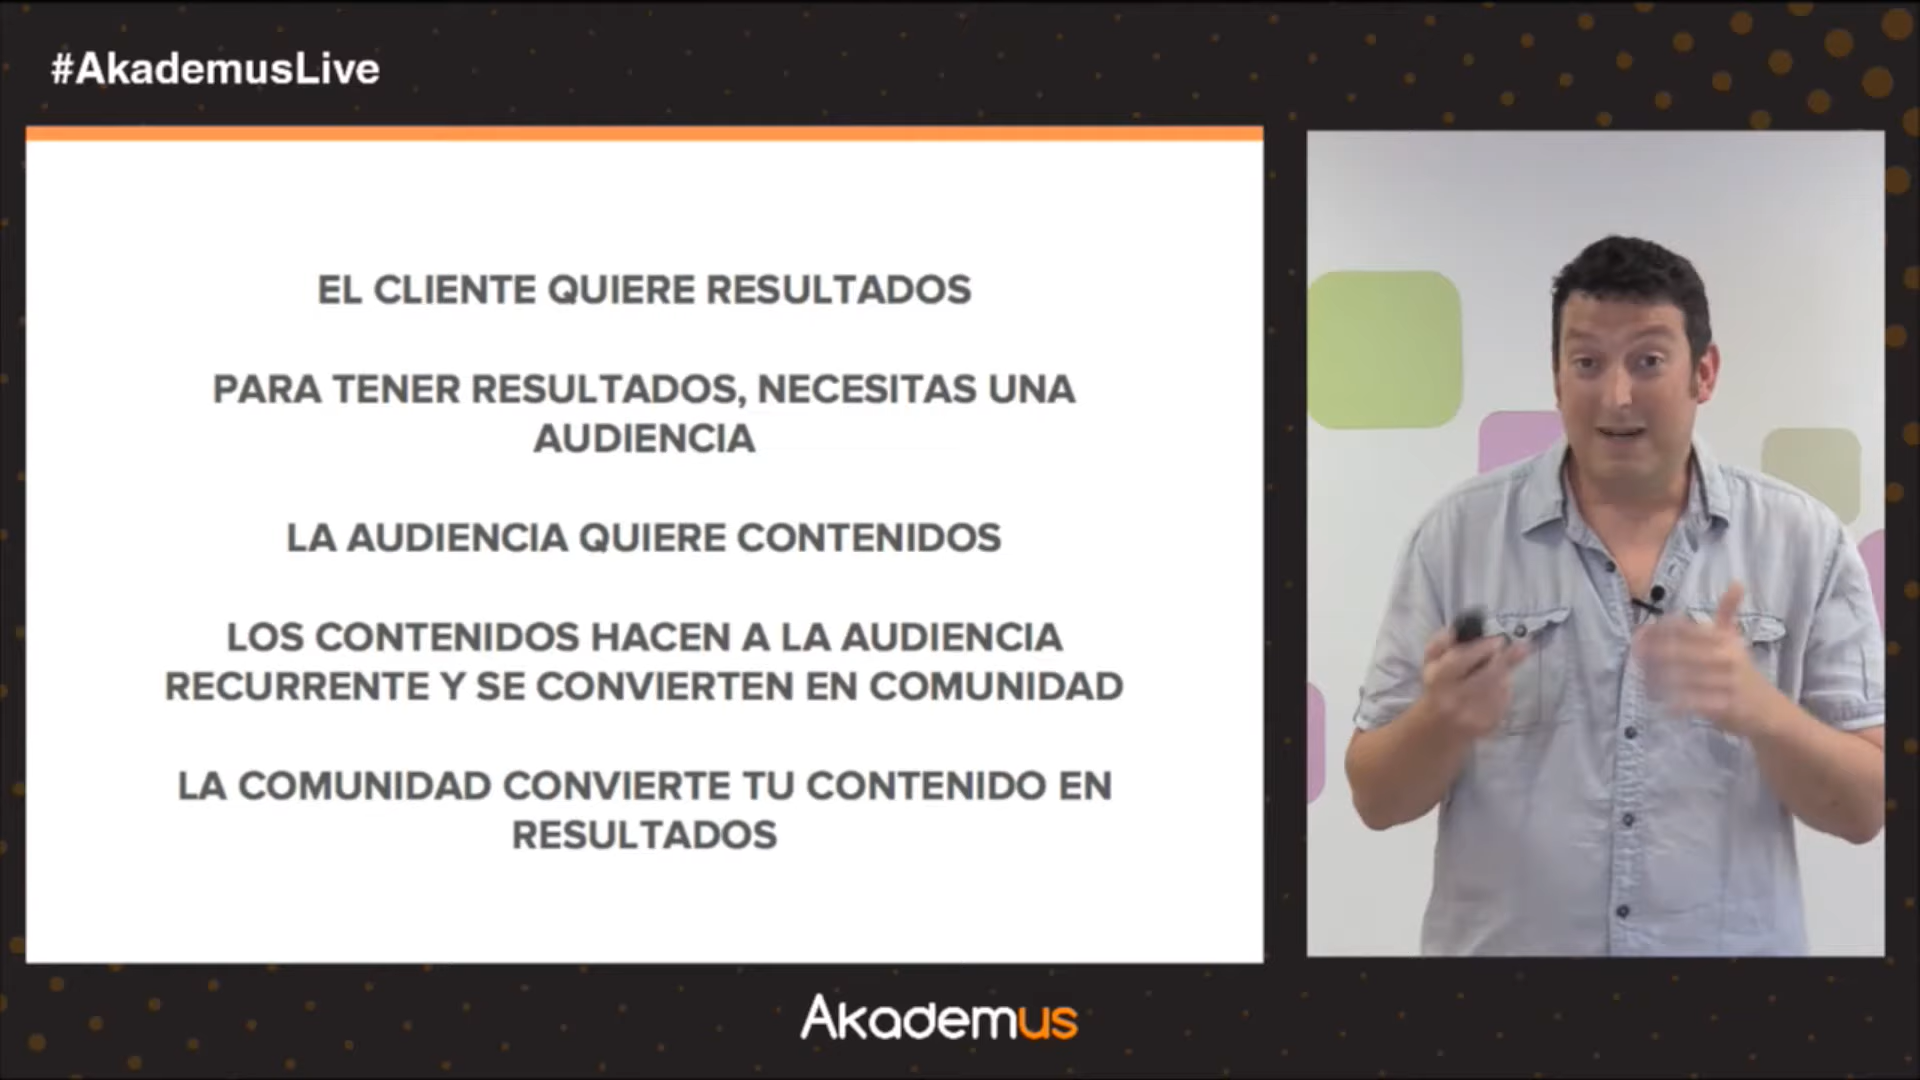 #AkademusLive
EL CLIENTE QUIERE RESULTADOS
PARA TENER RESULTADOS, NECESITAS UNA
AUDIENCIA
LA AUDIENCIA QUIERE CONTENIDOS
LOS CONTENIDOS HACEN A LA AUDIENCIA
RECURRENTE Y SE CONVIERTEN EN COMUNIDAD
LA COMUNIDAD CONVIERTE TU CONTENIDO EN
RESULTADOS
Akademus